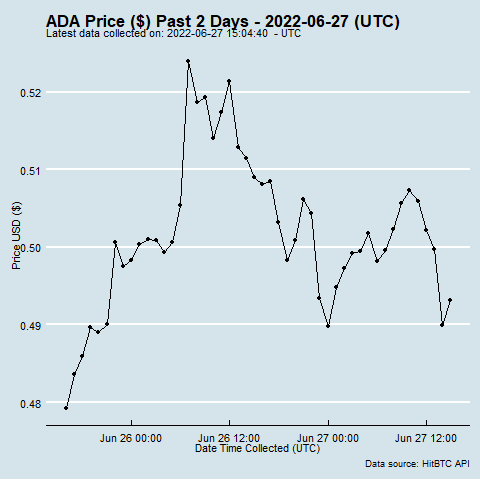 ADA Price ($) Past 2 Days - 2022-06-27 (UTC)
Latest data collected on: 2022-06-27 15:04:40  - UTC
0.52
0.51
0.50
0.49
0.48
Price USD ($)
Jun 26 00:00
Jun 26 12:00
Jun 27 00:00
Jun 27 12:00
Date Time Collected (UTC)
Data source: HitBTC API